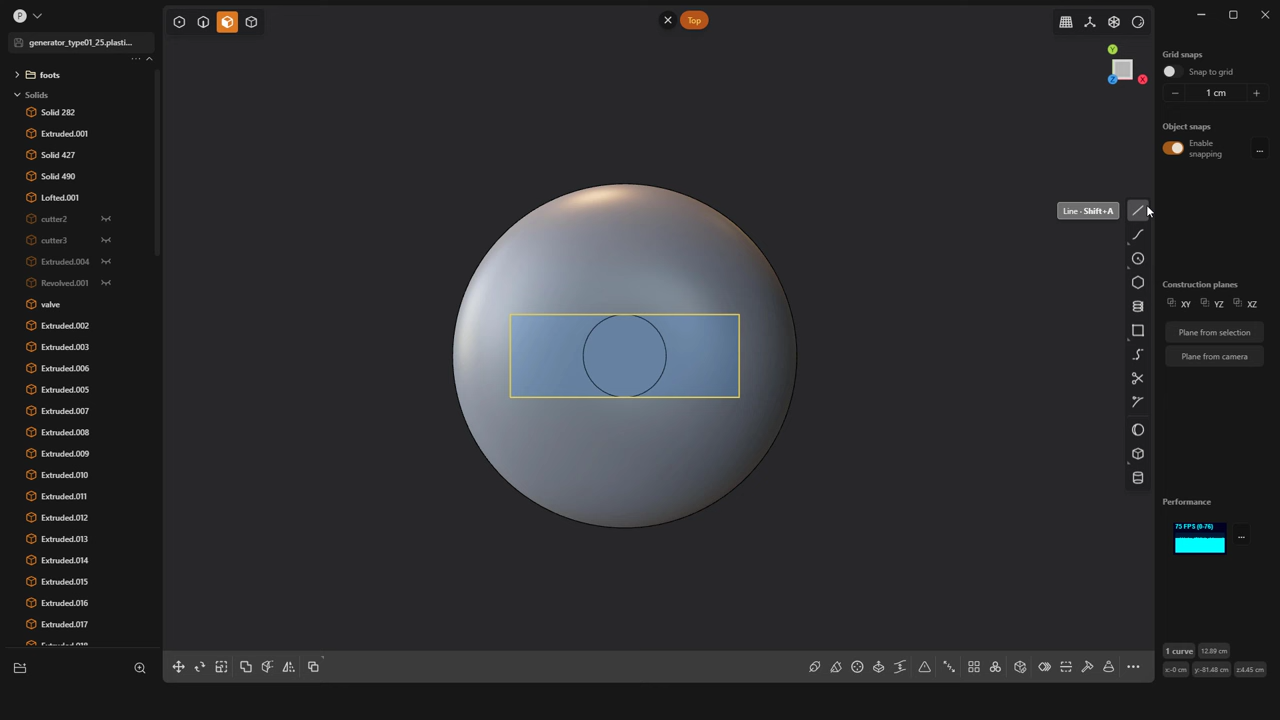 P
generator_type01_25.plasti...
foots
Solids
Solid 282
Extruded.001
Solid 427
Solid 490
Lofted.001
cutter2
cutter3
Extruded.004
Revolved.001
valve
Extruded.002
Extruded.003
Extruded.006
Extruded.005
Extruded.007
Extruded.008
Extruded.009
Extruded.010
Extruded.011
Extruded.012
Extruded.013
Extruded.014
Extruded.015
Extruded.016
Extruded.017
Top
Y
Z
X
Line - Shift+A
Grid snaps
Snap to grid
1 cm
Object snaps
Enable
snapping
...
Construction planes
XY YZ XZ
Plane from selection
Plane from camera
Performance
75 FPS (0-76)
...
1 curve 12.89 cm
x:-0 cm y:-81.48 cm z:4.45 cm